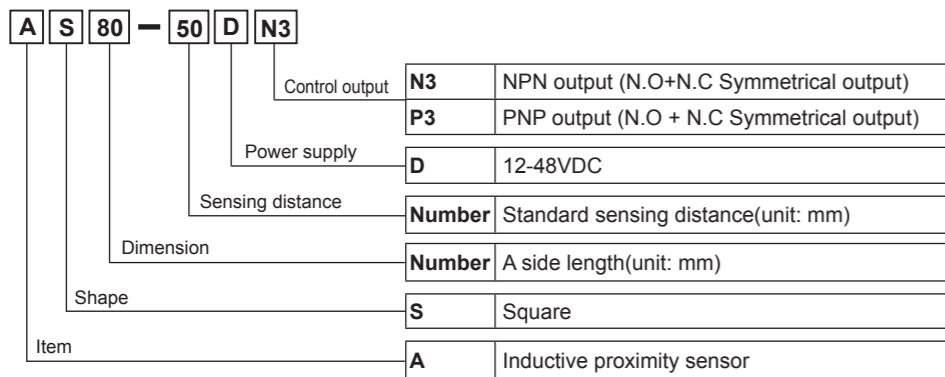 A S 80 – 50 D N3
Control output N3 NPN output (N.O+N.C Symmetrical output)
P3 PNP output (N.O + N.C Symmetrical output)
Power supply D 12-48VDC
Sensing distance Number Standard sensing distance(unit: mm)
Dimension Number A side length(unit: mm)
Shape S Square
Item A Inductive proximity sensor